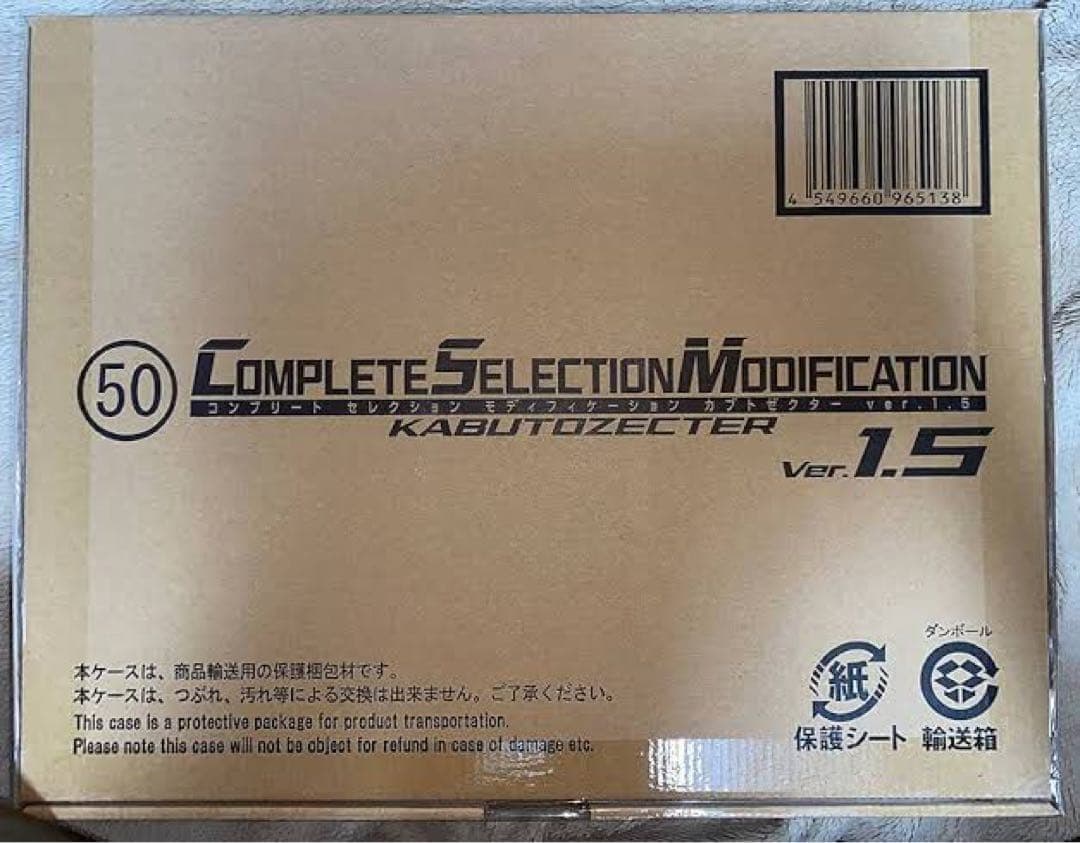 4 549660 965138
50
COMPLETE SELECTION MODIFICATION
コンプリート セレクション モディフィケーション カブトゼクター ver.1.5
KABUTOZECTER
Ver.1.5
本ケースは、商品輸送用の保護梱包材です。
本ケースは、つぶれ、汚れ等による交換は出来ません。ご了承ください。
This case is a protective package for product transportation.
Please note this case will not be object for refund in case of damage etc.
紙
保護シート
ダンボール
輸送箱